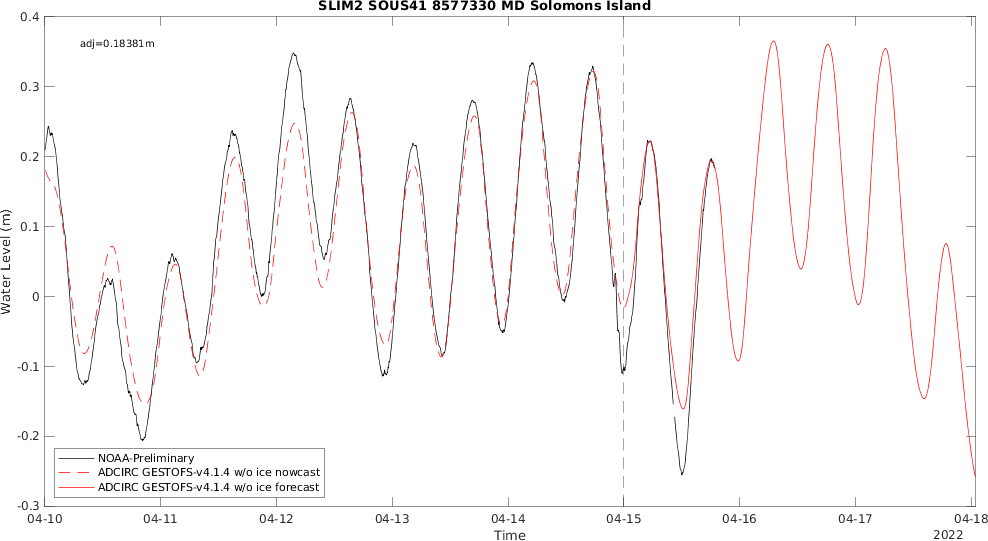 SLIM2 SOUS41 8577330 MD Solomons Island
adj=0.18381m
0.4
0.3
0.2
0.1
0
-0.1
-0.2
-0.3
Water Level (m)
NOAA-Preliminary
ADCIRC GESTOFS-v4.1.4 w/o ice nowcast
ADCIRC GESTOFS-v4.1.4 w/o ice forecast
04-10 04-11 04-12 04-13 04-14 04-15 04-16 04-17 04-18
Time
2022